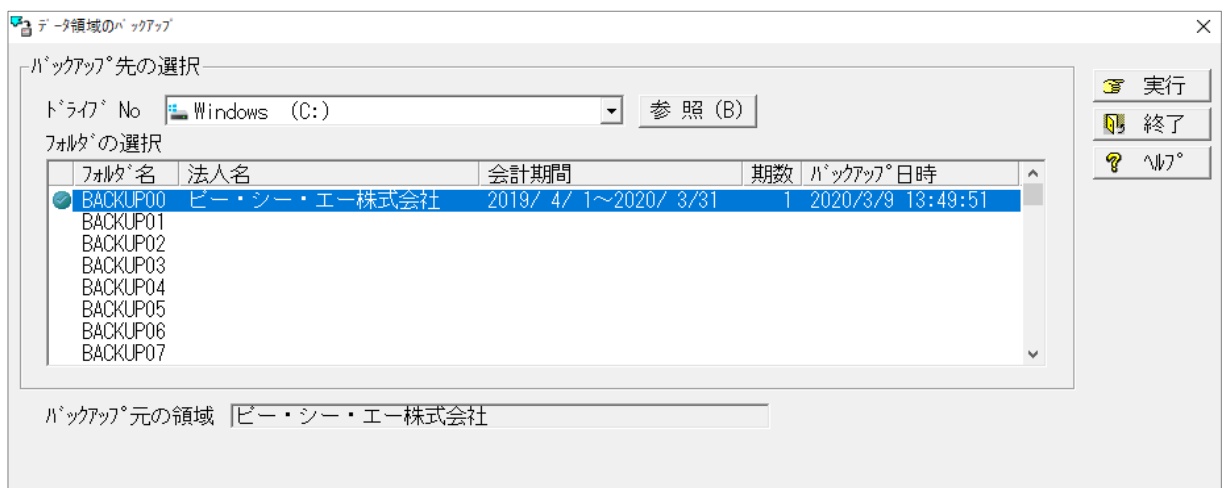 ﾃﾞｰﾀ領域のﾊﾞｯｸｱｯﾌﾟ
ﾊﾞｯｸｱｯﾌﾟ先の選択
ﾄﾞﾗｲﾌﾞ No Windows (C:) 参 照 (B)
ﾌｫﾙﾀﾞの選択
ﾌｫﾙﾀﾞ名 法人名 会計期間 期数 ﾊﾞｯｸｱｯﾌﾟ日時
BACKUP00 ビー・シー・エー株式会社 2019/ 4/ 1～2020/ 3/31 1 2020/3/9 13:49:51
BACKUP01
BACKUP02
BACKUP03
BACKUP04
BACKUP05
BACKUP06
BACKUP07
ﾊﾞｯｸｱｯﾌﾟ元の領域 ビー・シー・エー株式会社
実行
終了
ﾍﾙﾌﾟ